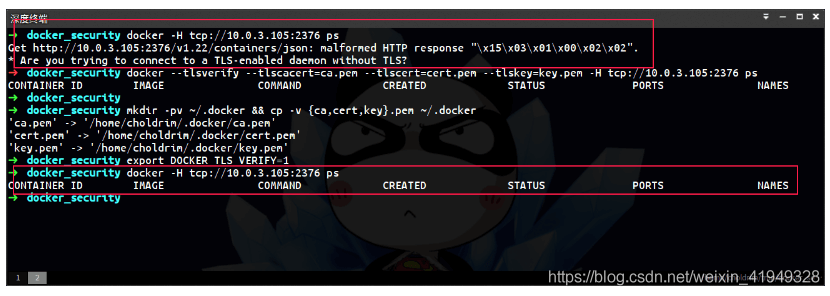 深度终端
➜ docker_security docker -H tcp://10.0.3.105:2376 ps
Get http://10.0.3.105:2376/v1.22/containers/json: malformed HTTP response "\x15\x03\x01\x00\x02\x02".
* Are you trying to connect to a TLS-enabled daemon without TLS?
➜ docker_security docker --tlsverify --tlscacert=ca.pem --tlscert=cert.pem --tlskey=key.pem -H tcp://10.0.3.105:2376 ps
CONTAINER ID IMAGE COMMAND CREATED STATUS PORTS NAMES
➜ docker_security
➜ docker_security mkdir -pv ~/.docker && cp -v {ca,cert,key}.pem ~/.docker
'ca.pem' -> '/home/choldrim/.docker/ca.pem'
'cert.pem' -> '/home/choldrim/.docker/cert.pem'
'key.pem' -> '/home/choldrim/.docker/key.pem'
➜ docker_security export DOCKER_TLS_VERIFY=1
➜ docker_security docker -H tcp://10.0.3.105:2376 ps
CONTAINER ID IMAGE COMMAND CREATED STATUS PORTS NAMES
➜ docker_security
1 2
https://blog.csdn.net/weixin_41949328